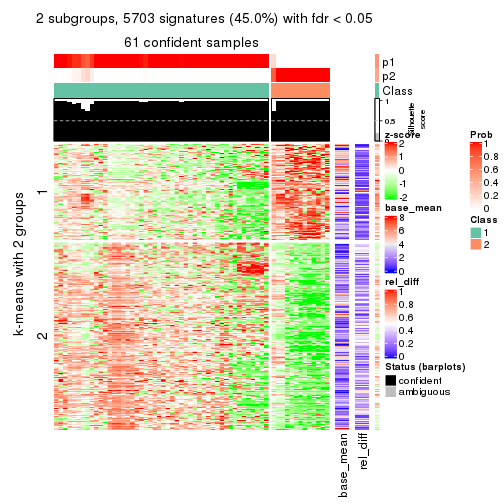 2 subgroups, 5703 signatures (45.0%) with fdr < 0.05
61 confident samples
p1
p2
Class
1
0.5
0
Silhouette
score
k-means with 2 groups
1
2
base_mean
rel_diff
z-score
2
1
0
-1
-2
base_mean
8
6
4
2
0
rel_diff
1
0.8
0.6
0.4
0.2
0
Status (barplots)
confident
ambiguous
Prob
1
0.8
0.6
0.4
0.2
0
Class
1
2